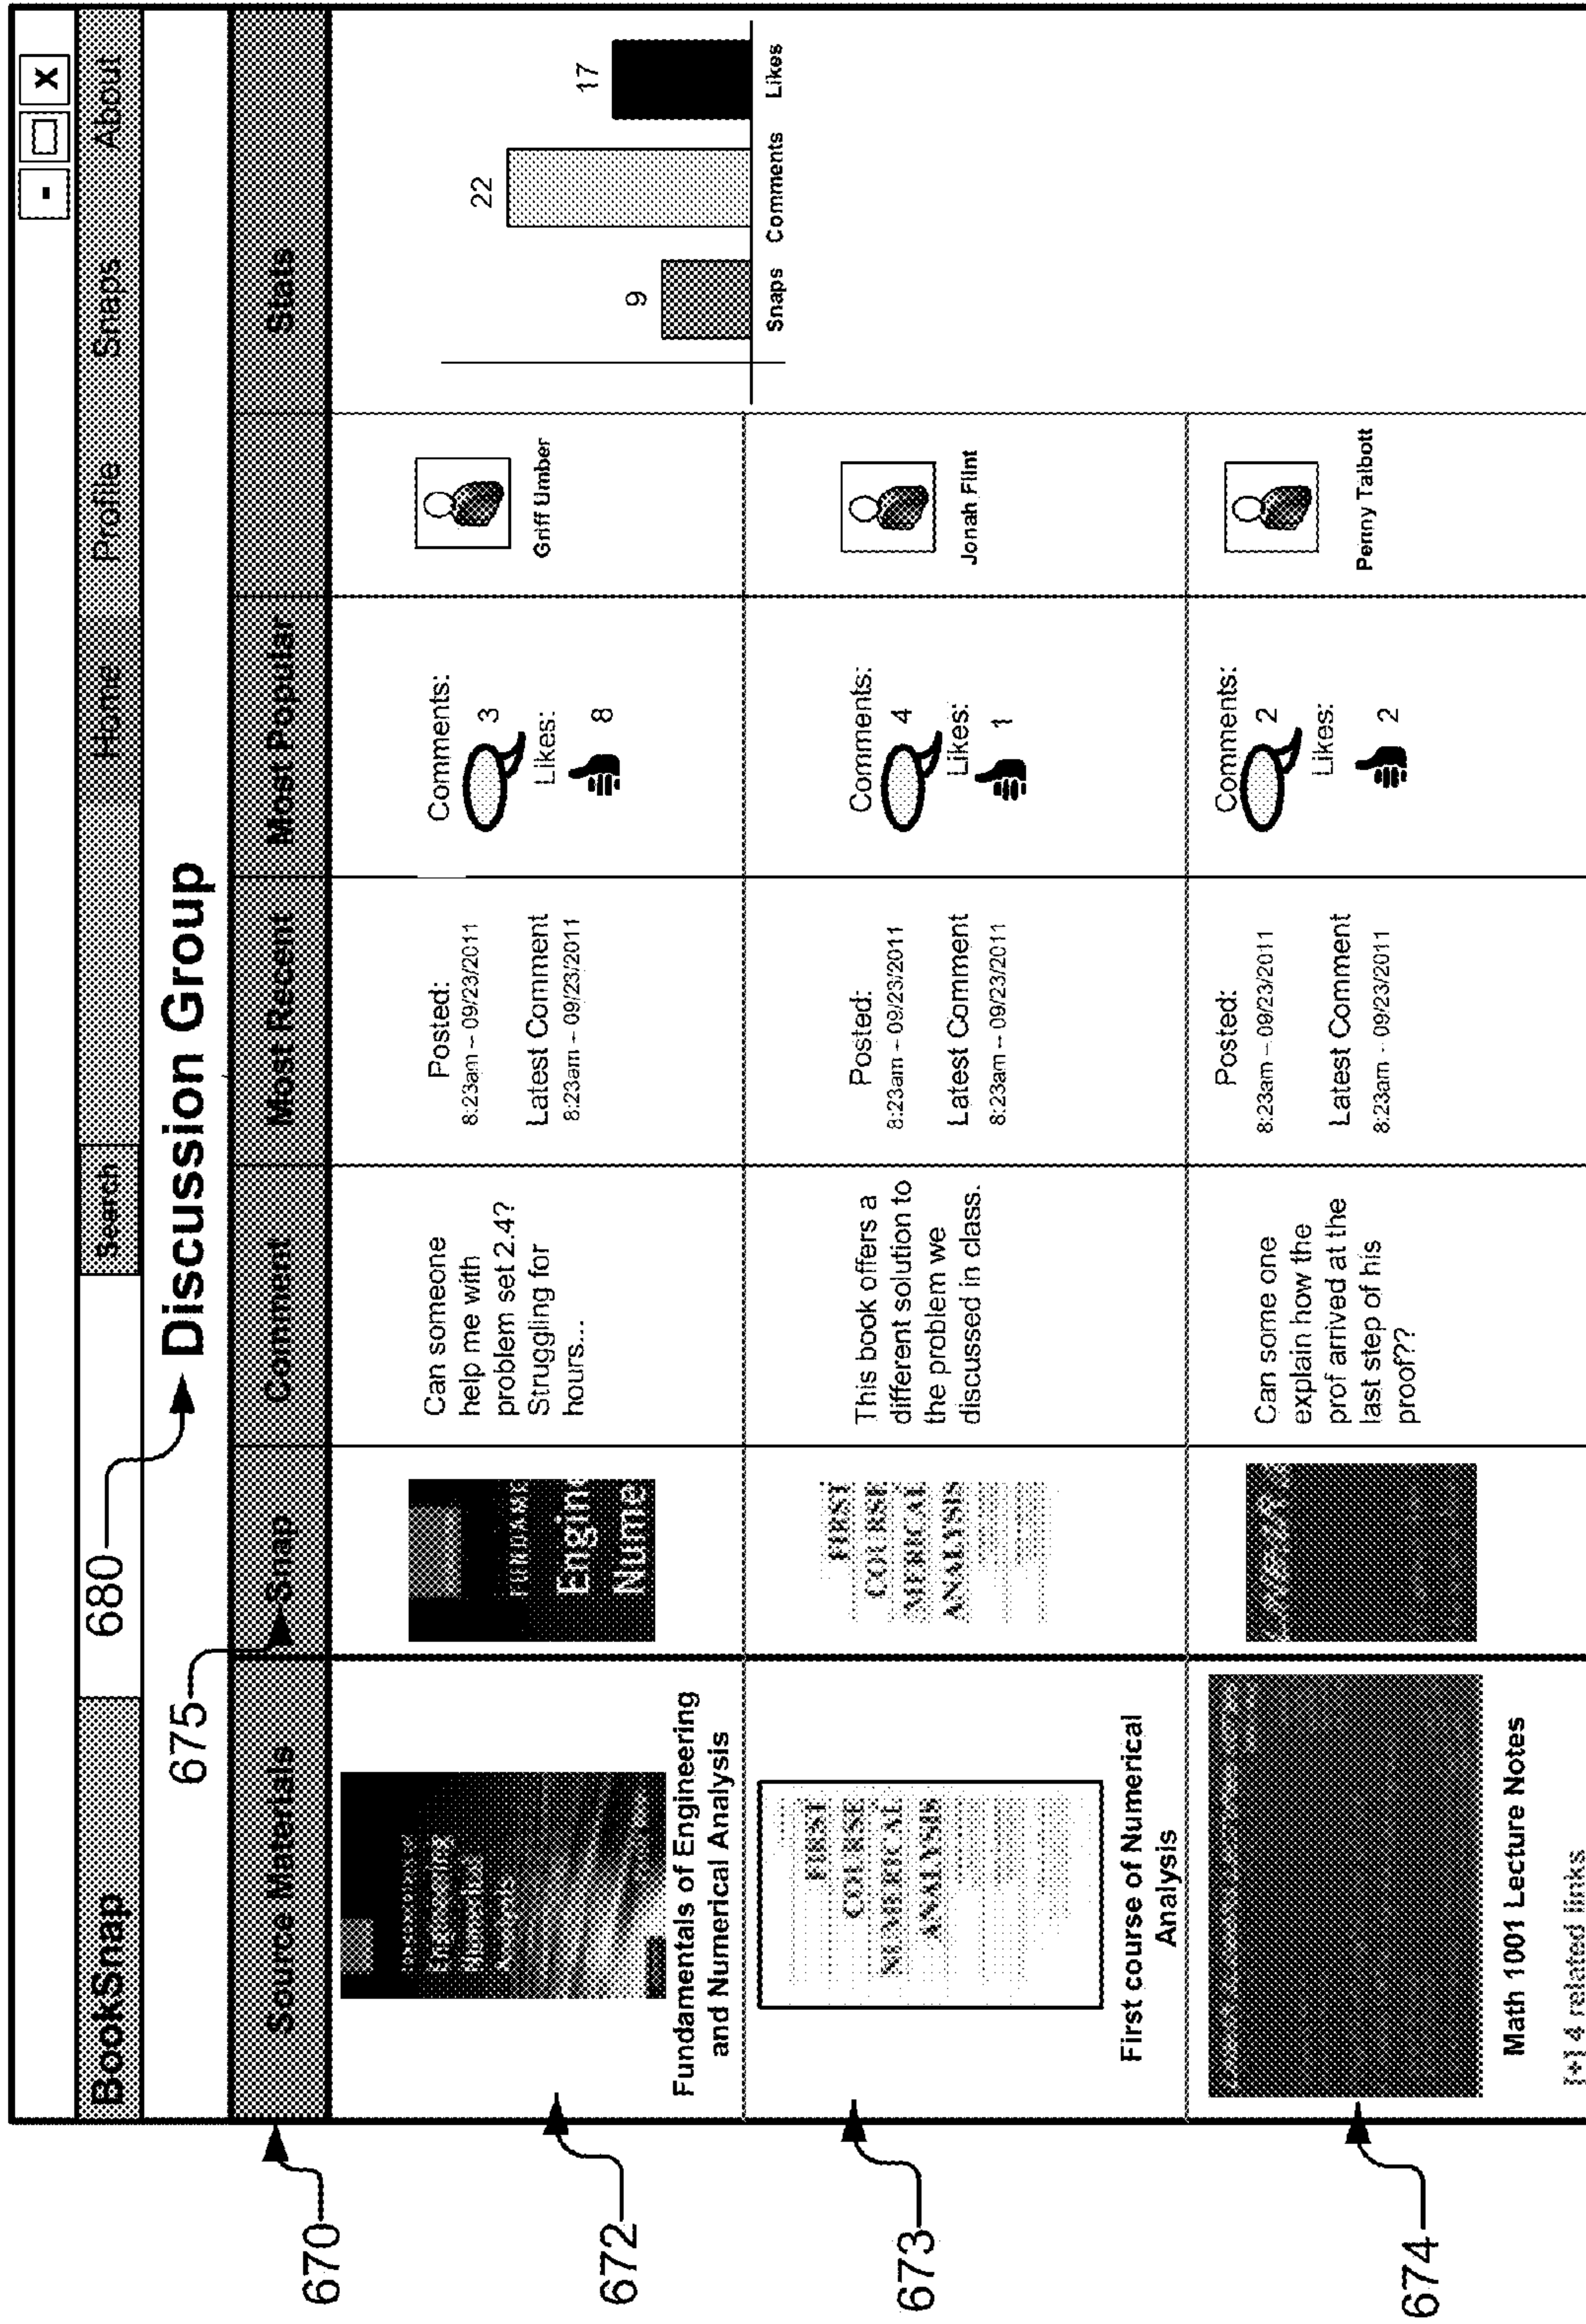 - x
BookSnap Search Home Profile Snaps About
680
Discussion Group
675
670
Source Materials Snap Comment Most Recent Most Popular Stats
672
FUNDAME
Engin
Nume
Fundamentals of Engineering
and Numerical Analysis
Can someone
help me with
problem set 2.4?
Struggling for
hours...
Posted:
8:23am -- 09/23/2011
Latest Comment
8:23am -- 09/23/2011
Comments:
3
Likes:
8
Griff Umber
22
17
9
Snaps Comments Likes
673
FIRST
COURSE
NUMERICAL
ANALYSIS
First course of Numerical
Analysis
FIRST
COURSE
MERICAL
ANALYSIS
This book offers a
different solution to
the problem we
discussed in class.
Posted:
8:23am -- 09/23/2011
Latest Comment
8:23am -- 09/23/2011
Comments:
4
Likes:
1
Jonah Flint
674
Math 1001 Lecture Notes
[+] 4 related links
Can some one
explain how the
prof arrived at the
last step of his
proof??
Posted:
8:23am -- 09/23/2011
Latest Comment
8:23am -- 09/23/2011
Comments:
2
Likes:
2
Penny Talbott